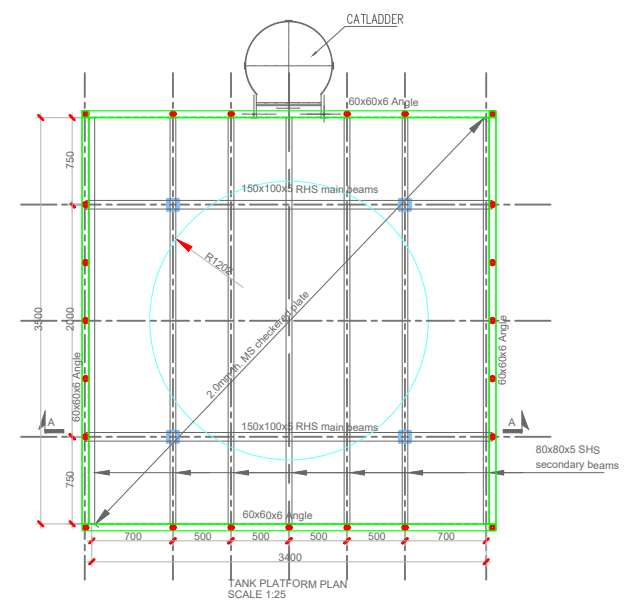 CATLADDER
60x60x6 Angle
750
150x100x5 RHS main beams
R1202
3500
2000
2.0mm th. MS checkered plate
60x60x6 Angle
60x60x6 Angle
A
150x100x5 RHS main beams
A
80x80x5 SHS
secondary beams
750
60x60x6 Angle
700
500
500
500
500
700
3400
TANK PLATFORM PLAN
SCALE 1:25